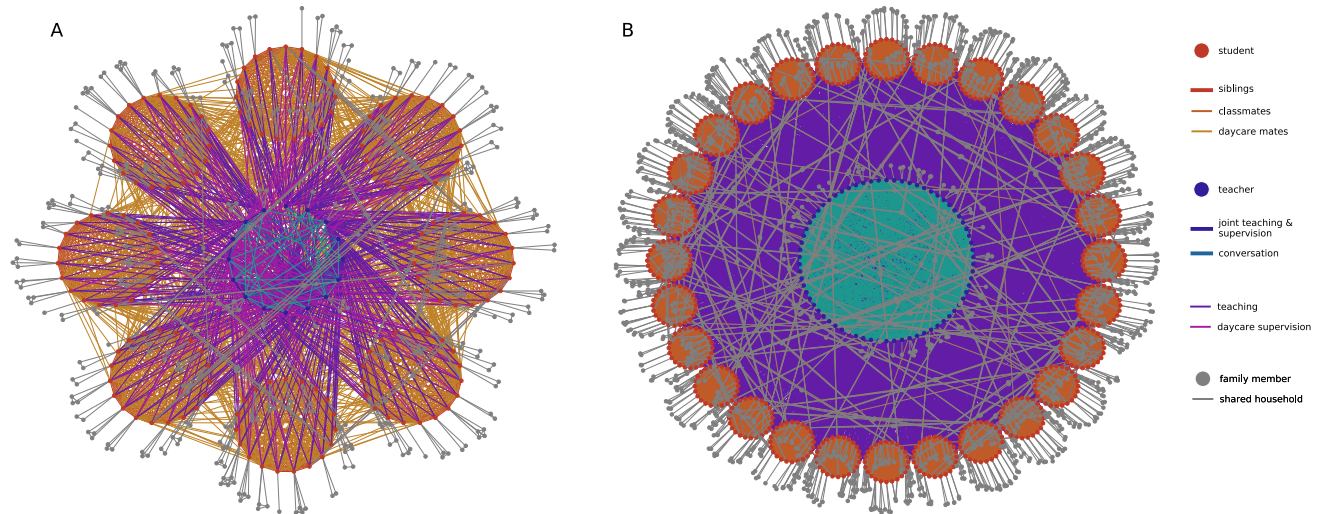 A
B
student
siblings
classmates
daycare mates
teacher
joint teaching &
supervision
conversation
teaching
daycare supervision
family member
shared household